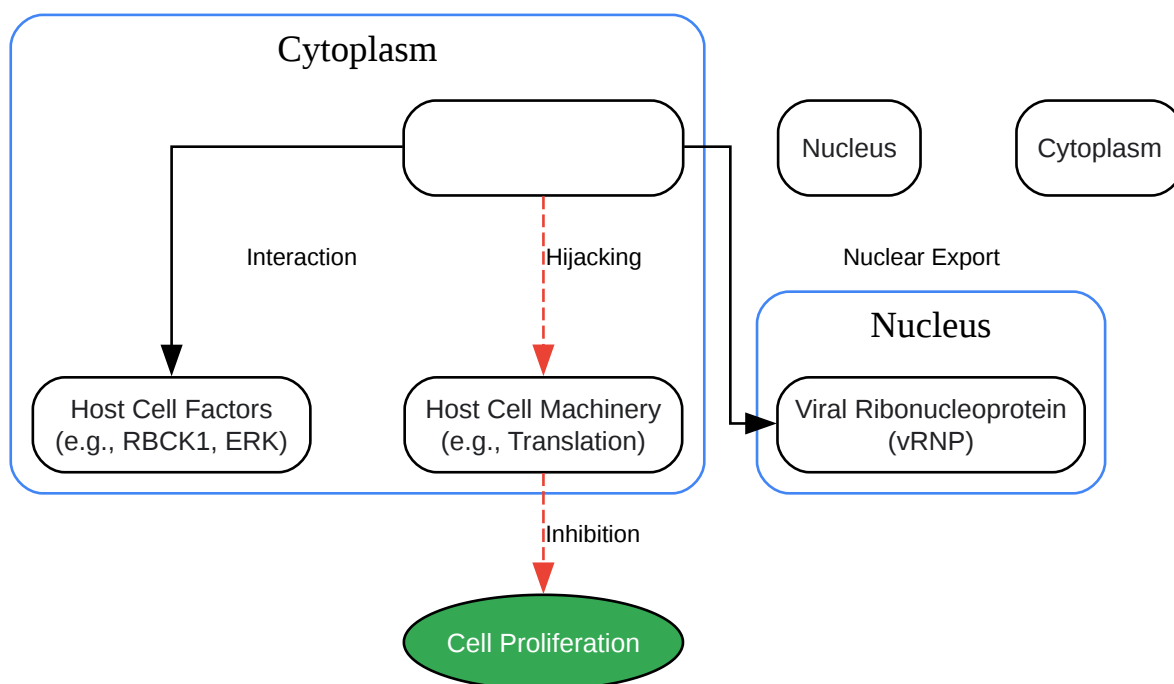 Cytoplasm
Nucleus
Cytoplasm
Interaction
Hijacking
Nuclear Export
Nucleus
Host Cell Factors
(e.g., RBCK1, ERK)
Host Cell Machinery
(e.g., Translation)
Viral Ribonucleoprotein
(vRNP)
Inhibition
Cell Proliferation